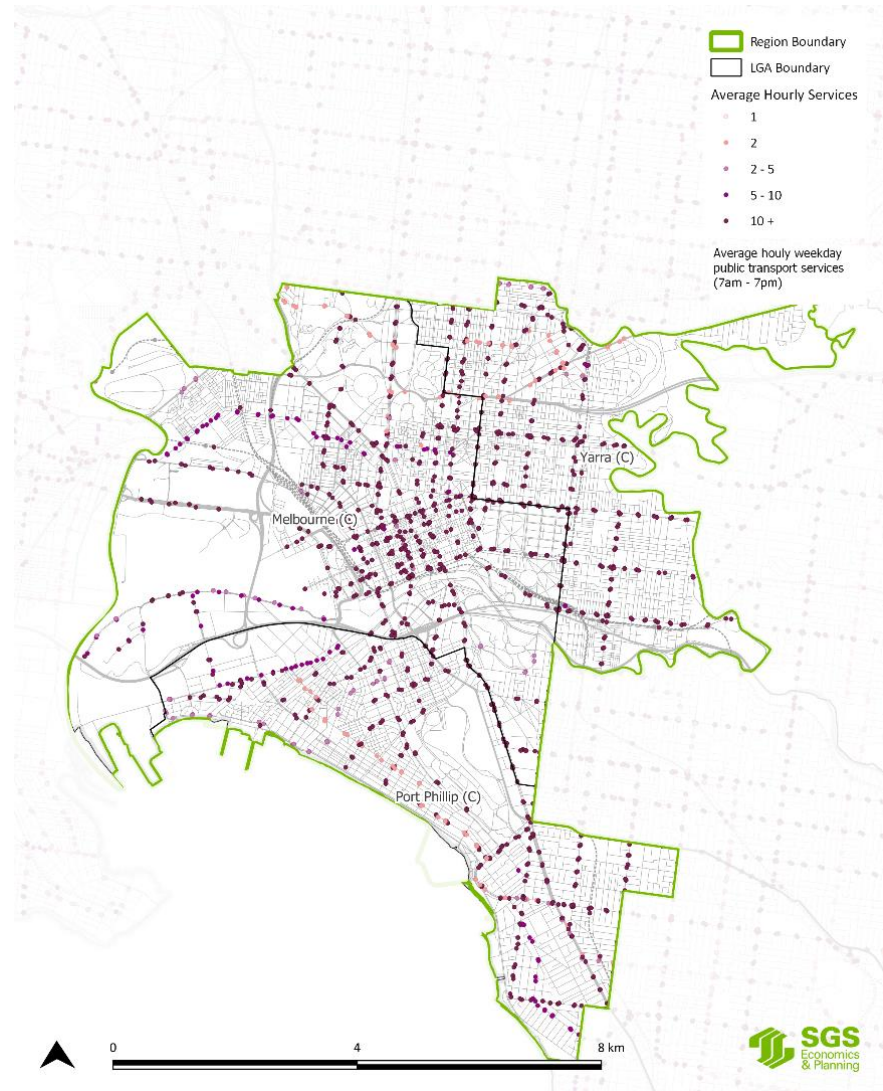 Region Boundary
LGA Boundary
Average Hourly Services
1
2
2 - 5
5 - 10
10 +
Average houly weekday
public transport services
(7am - 7pm)
Yarra (C)
Melbourne (C)
Port Phillip (C)
0
4
8 km
SGS
Economics
& Planning